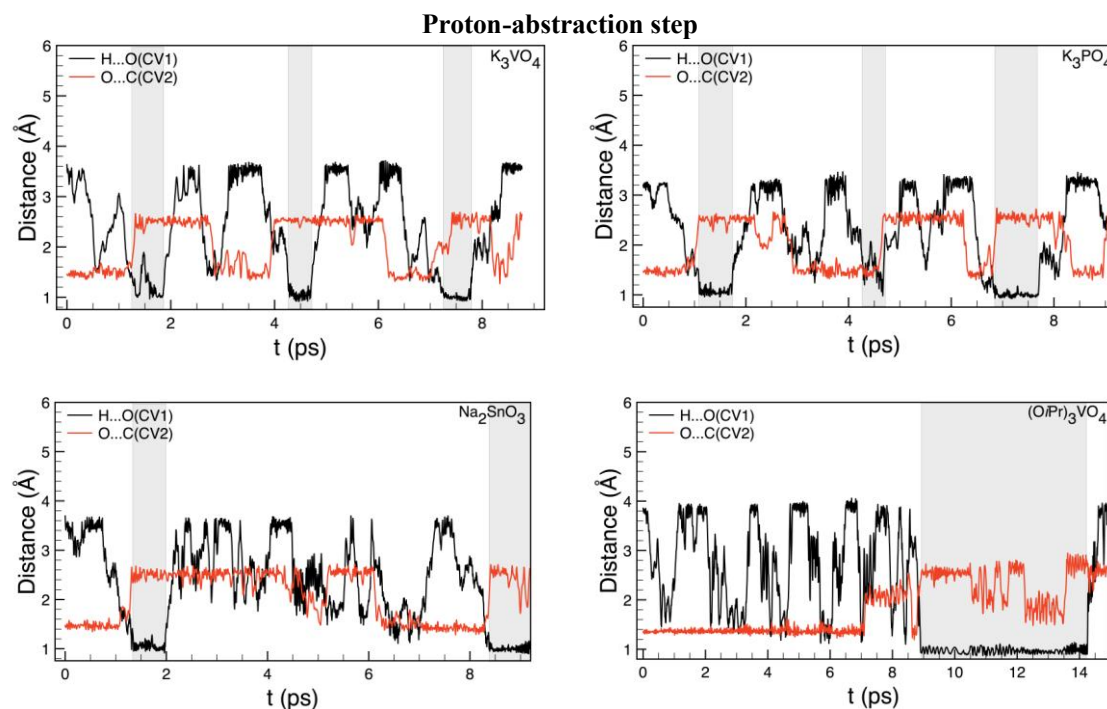 Proton-abstraction step
H...O(CV1)
O...C(CV2)
K3VO4
Distance (Å)
6
5
4
3
2
1
0 2 4 6 8
t (ps)
H...O(CV1)
O...C(CV2)
K3PO4
Distance (Å)
6
5
4
3
2
1
0 2 4 6 8
t (ps)
H...O(CV1)
O...C(CV2)
Na2SnO3
Distance (Å)
6
5
4
3
2
1
0 2 4 6 8
t (ps)
H...O(CV1)
O...C(CV2)
(OiPr)3VO4
Distance (Å)
6
5
4
3
2
1
0 2 4 6 8 10 12 14
t (ps)